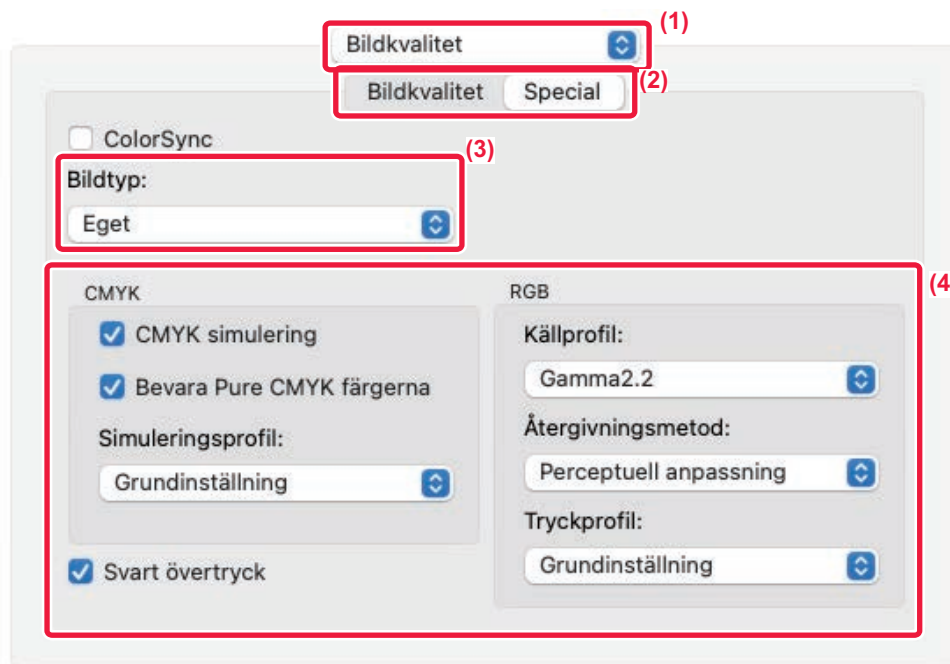 (1)
Bildkvalitet
(2)
Bildkvalitet Special
ColorSync
(3)
Bildtyp:
Eget
(4
CMYK
CMYK simulering
Bevara Pure CMYK färgerna
Simuleringsprofil:
Grundinställning
Svart övertryck
RGB
Källprofil:
Gamma2.2
Återgivningsmetod:
Perceptuell anpassning
Tryckprofil:
Grundinställning